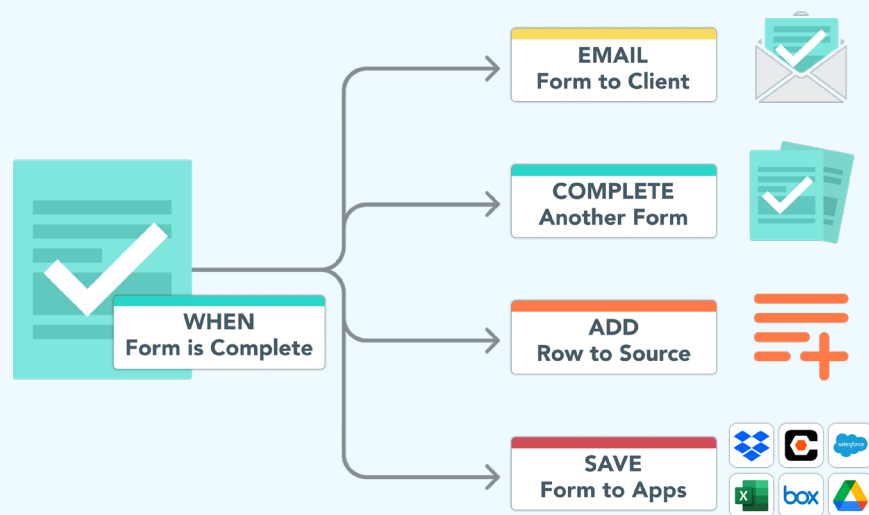 EMAIL
Form to Client
COMPLETE
Another Form
WHEN
Form is Complete
ADD
Row to Source
SAVE
Form to Apps
salesforce
X
box